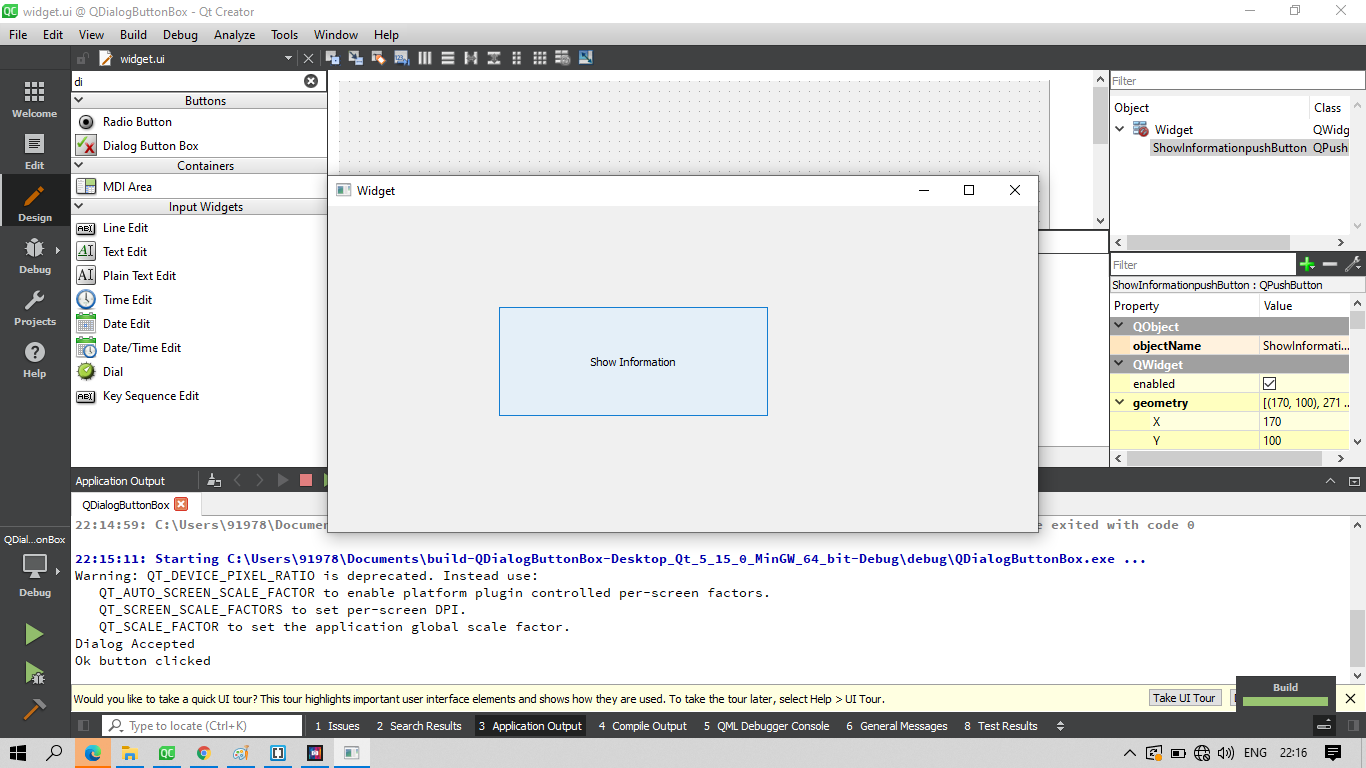 widget.ui @ QDialogButtonBox - Qt Creator
File Edit View Build Debug Analyze Tools Window Help
widget.ui
Welcome
Edit
Design
Debug
Projects
Help
QDial...onBox
Debug
di
Buttons
Radio Button
Dialog Button Box
Containers
MDI Area
Input Widgets
Line Edit
Text Edit
Plain Text Edit
Time Edit
Date Edit
Date/Time Edit
Dial
Key Sequence Edit
Widget
Show Information
Filter
Object Class
Widget QWidg
ShowInformationpushButton QPush
Filter
ShowInformationpushButton : QPushButton
Property Value
QObject
objectName ShowInformati...
QWidget
enabled
geometry [(170, 100), 271 ..
X 170
Y 100
Application Output
QDialogButtonBox
22:14:59: C:\Users\91978\Documen e exited with code 0
22:15:11: Starting C:\Users\91978\Documents\build-QDialogButtonBox-Desktop_Qt_5_15_0_MinGW_64_bit-Debug\debug\QDialogButtonBox.exe ...
Warning: QT_DEVICE_PIXEL_RATIO is deprecated. Instead use:
QT_AUTO_SCREEN_SCALE_FACTOR to enable platform plugin controlled per-screen factors.
QT_SCREEN_SCALE_FACTORS to set per-screen DPI.
QT_SCALE_FACTOR to set the application global scale factor.
Dialog Accepted
Ok button clicked
Would you like to take a quick UI tour? This tour highlights important user interface elements and shows how they are used. To take the tour later, select Help > UI Tour.
Take UI Tour
Build
Type to locate (Ctrl+K)
1 Issues 2 Search Results 3 Application Output 4 Compile Output 5 QML Debugger Console 6 General Messages 8 Test Results
ENG 22:16